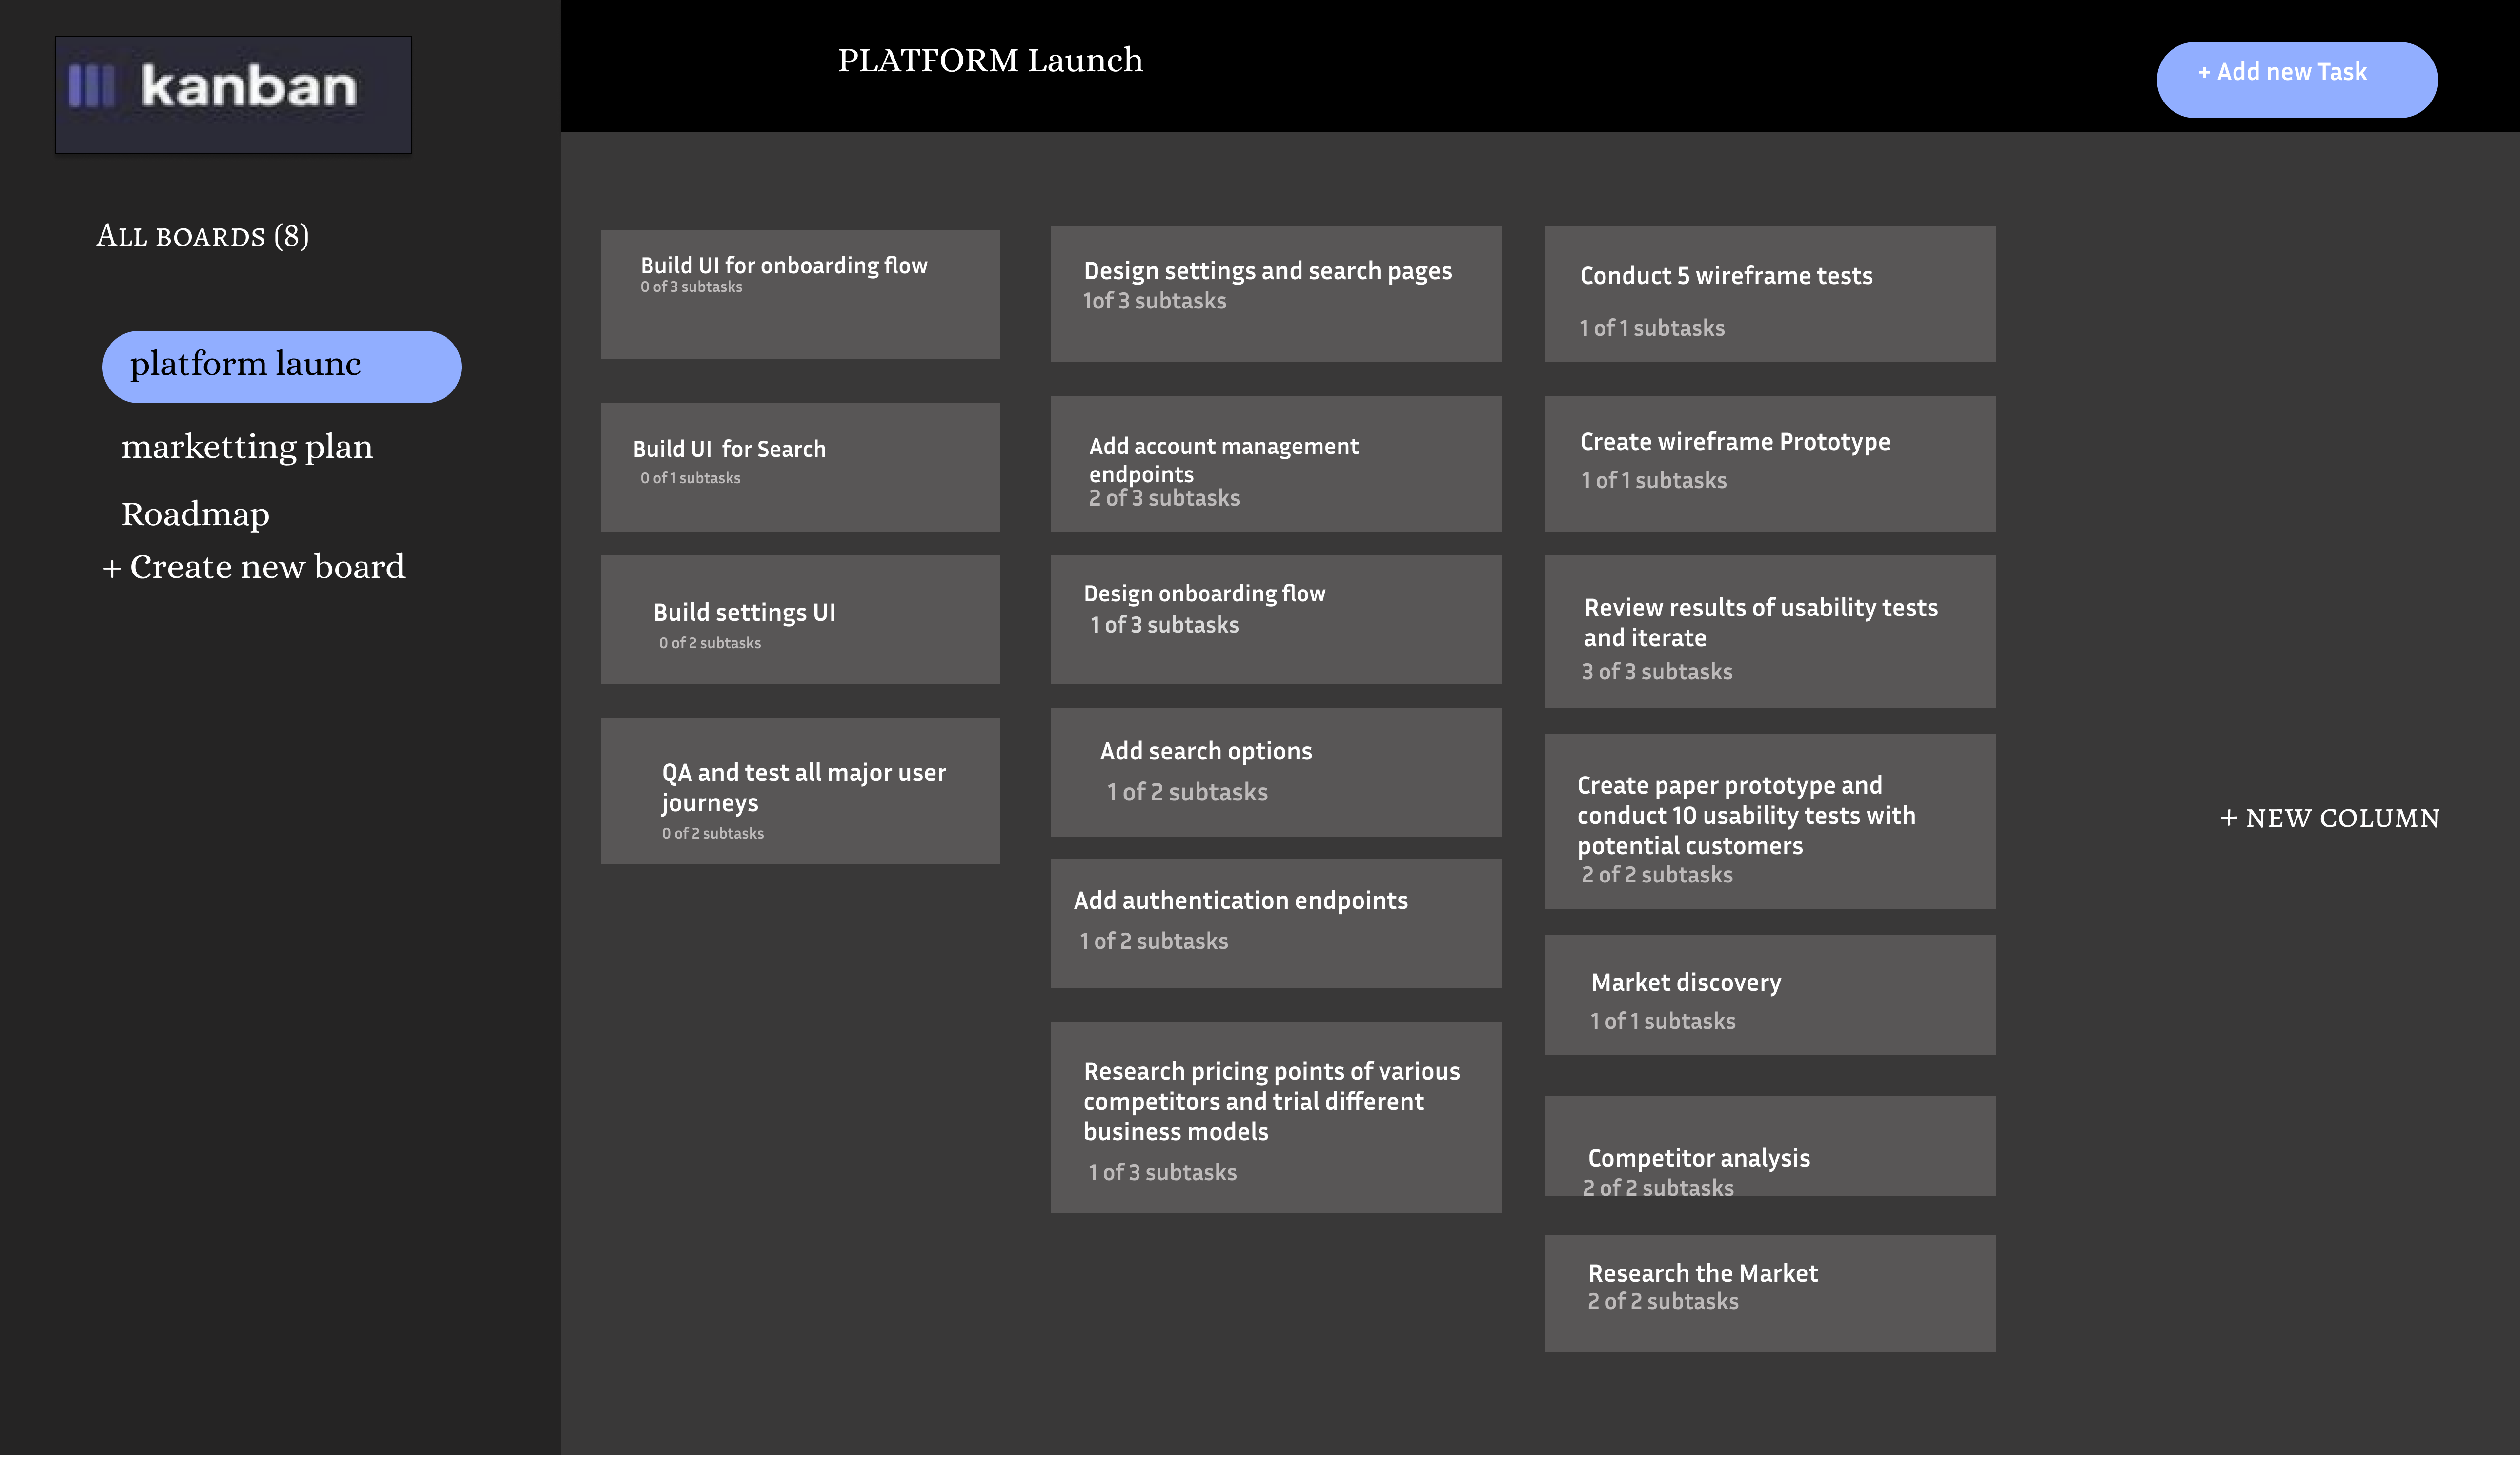 kanban
PLATFORM Launch
+ Add new Task
ALL BOARDS (8)
platform launc
marketting plan
Roadmap
+ Create new board
Build UI for onboarding flow
0 of 3 subtasks
Build UI  for Search
0 of 1 subtasks
Build settings UI
0 of 2 subtasks
QA and test all major user
journeys
0 of 2 subtasks
Design settings and search pages
1of 3 subtasks
Add account management
endpoints
2 of 3 subtasks
Design onboarding flow
1 of 3 subtasks
Add search options
1 of 2 subtasks
Add authentication endpoints
1 of 2 subtasks
Research pricing points of various
competitors and trial different
business models
1 of 3 subtasks
Conduct 5 wireframe tests
1 of 1 subtasks
Create wireframe Prototype
1 of 1 subtasks
Review results of usability tests
and iterate
3 of 3 subtasks
Create paper prototype and
conduct 10 usability tests with
potential customers
2 of 2 subtasks
Market discovery
1 of 1 subtasks
Competitor analysis
2 of 2 subtasks
Research the Market
2 of 2 subtasks
+ NEW COLUMN